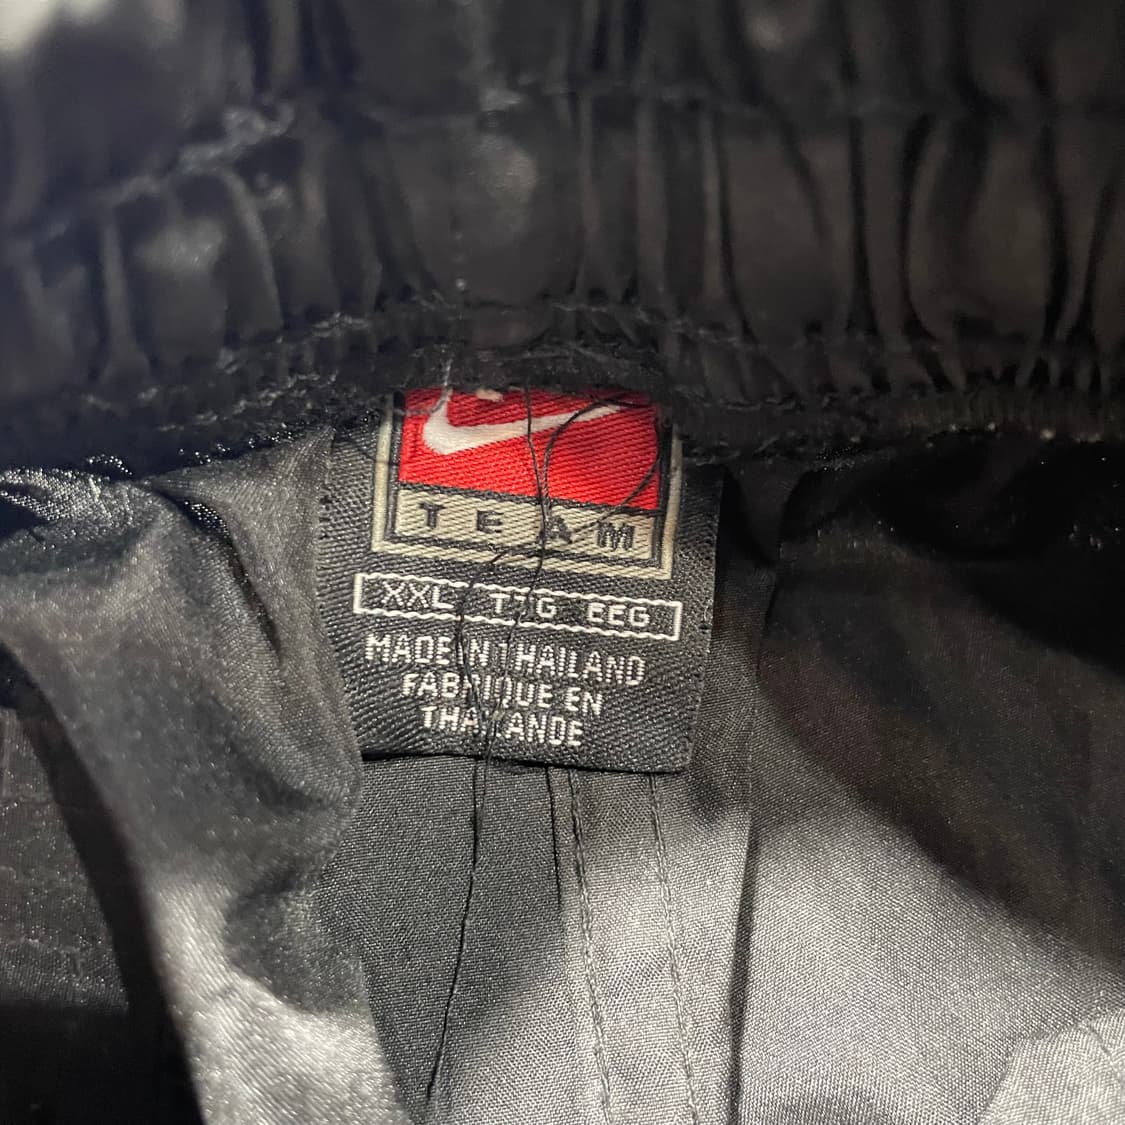 TEAM
XXL TTG EEG
MADE IN THAILAND
FABRIQUE EN
THAILANDE